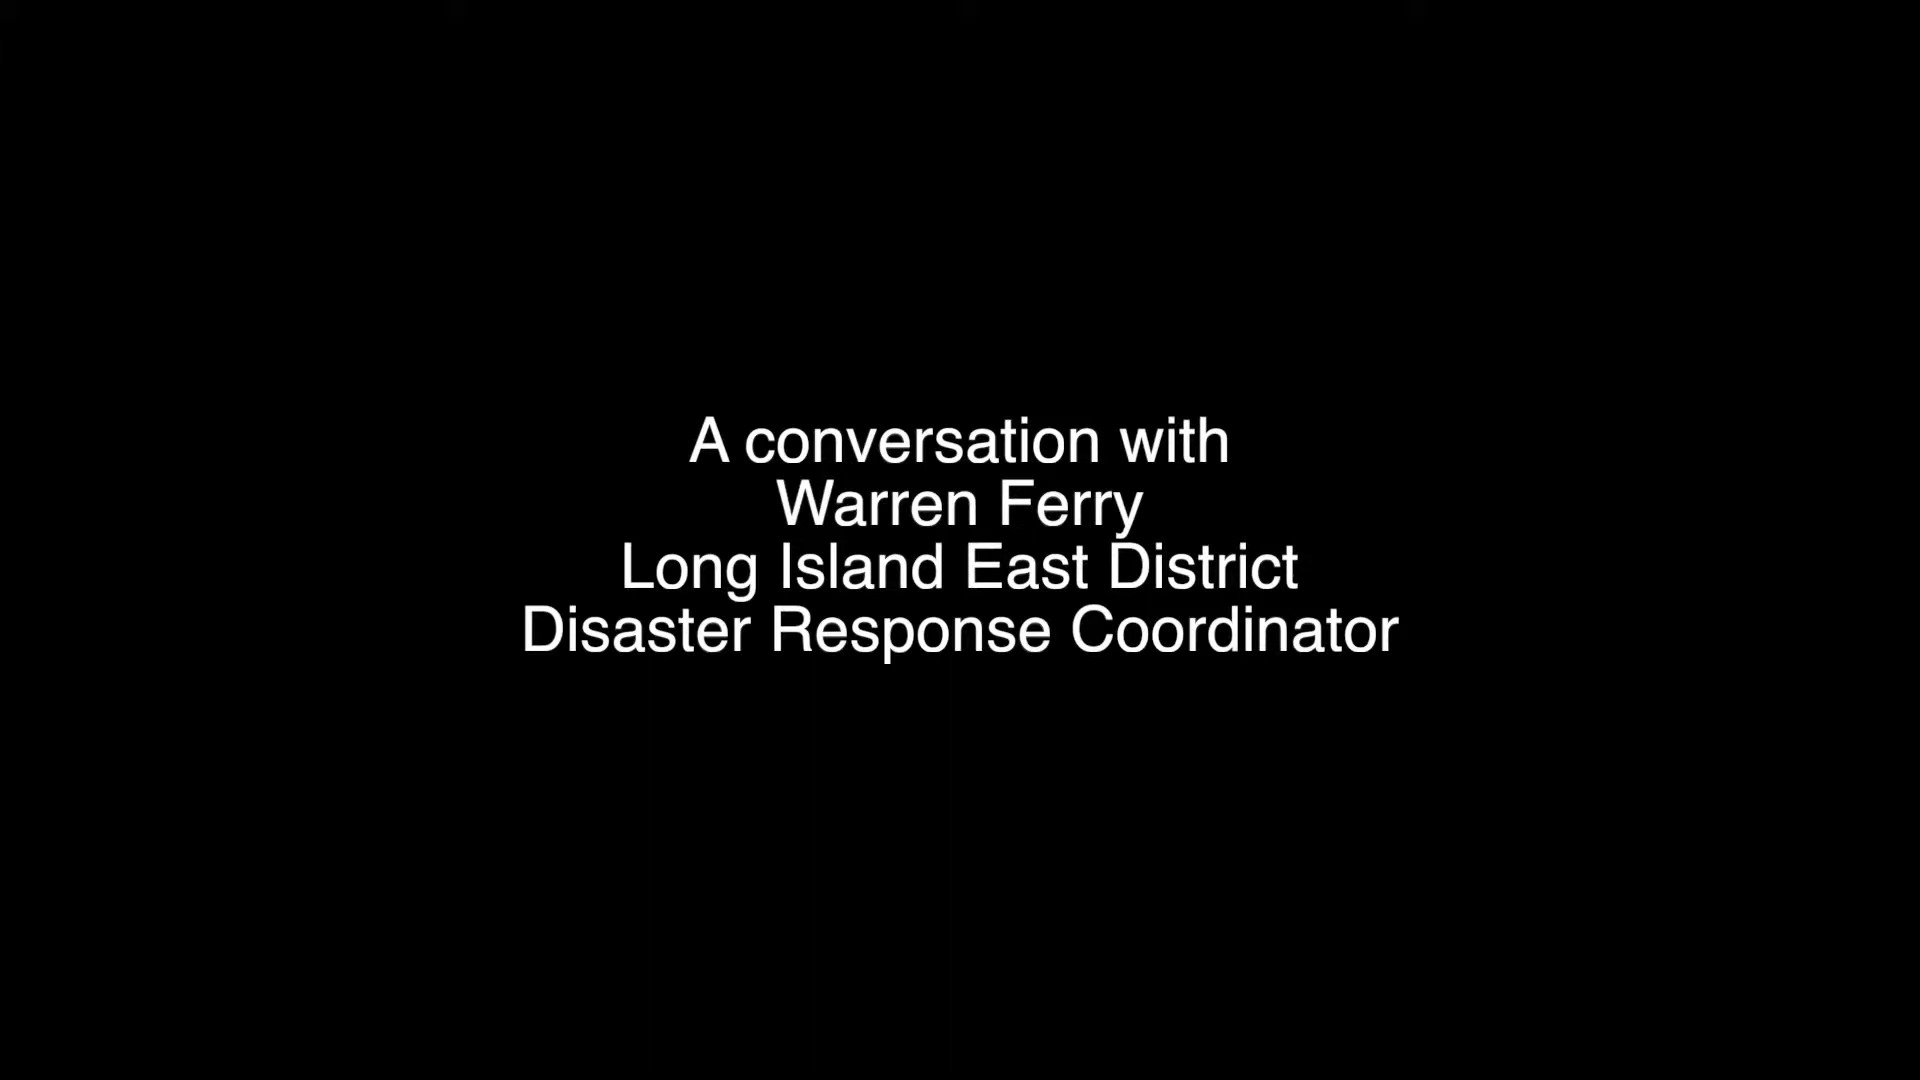 A conversation with
Warren Ferry
Long Island East District
Disaster Response Coordinator